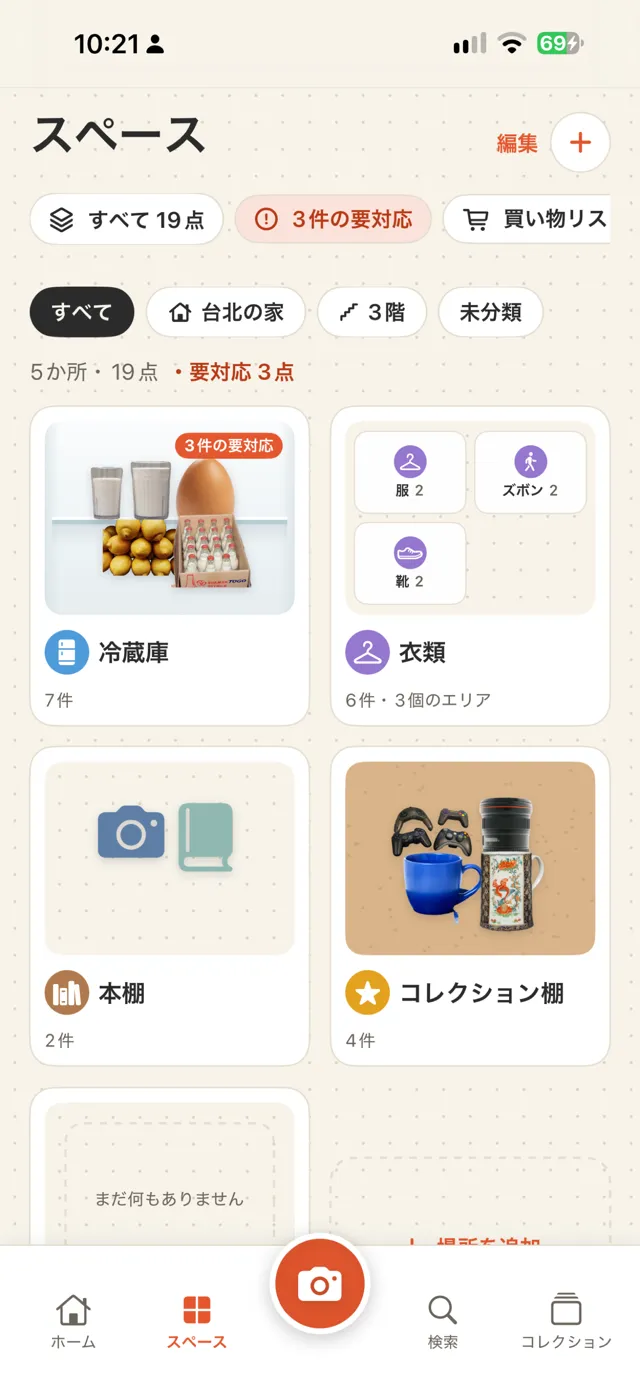 10:21
69
スペース
編集
すべて 19点
3件の要対応
買い物リス
すべて
台北の家
3階
未分類
5か所・19点 ・要対応 3点
3件の要対応
服 2
ズボン 2
靴 2
冷蔵庫
7件
衣類
6件・3個のエリア
本棚
2件
コレクション棚
4件
まだ何もありません
場所を追加
ホーム
スペース
検索
コレクション